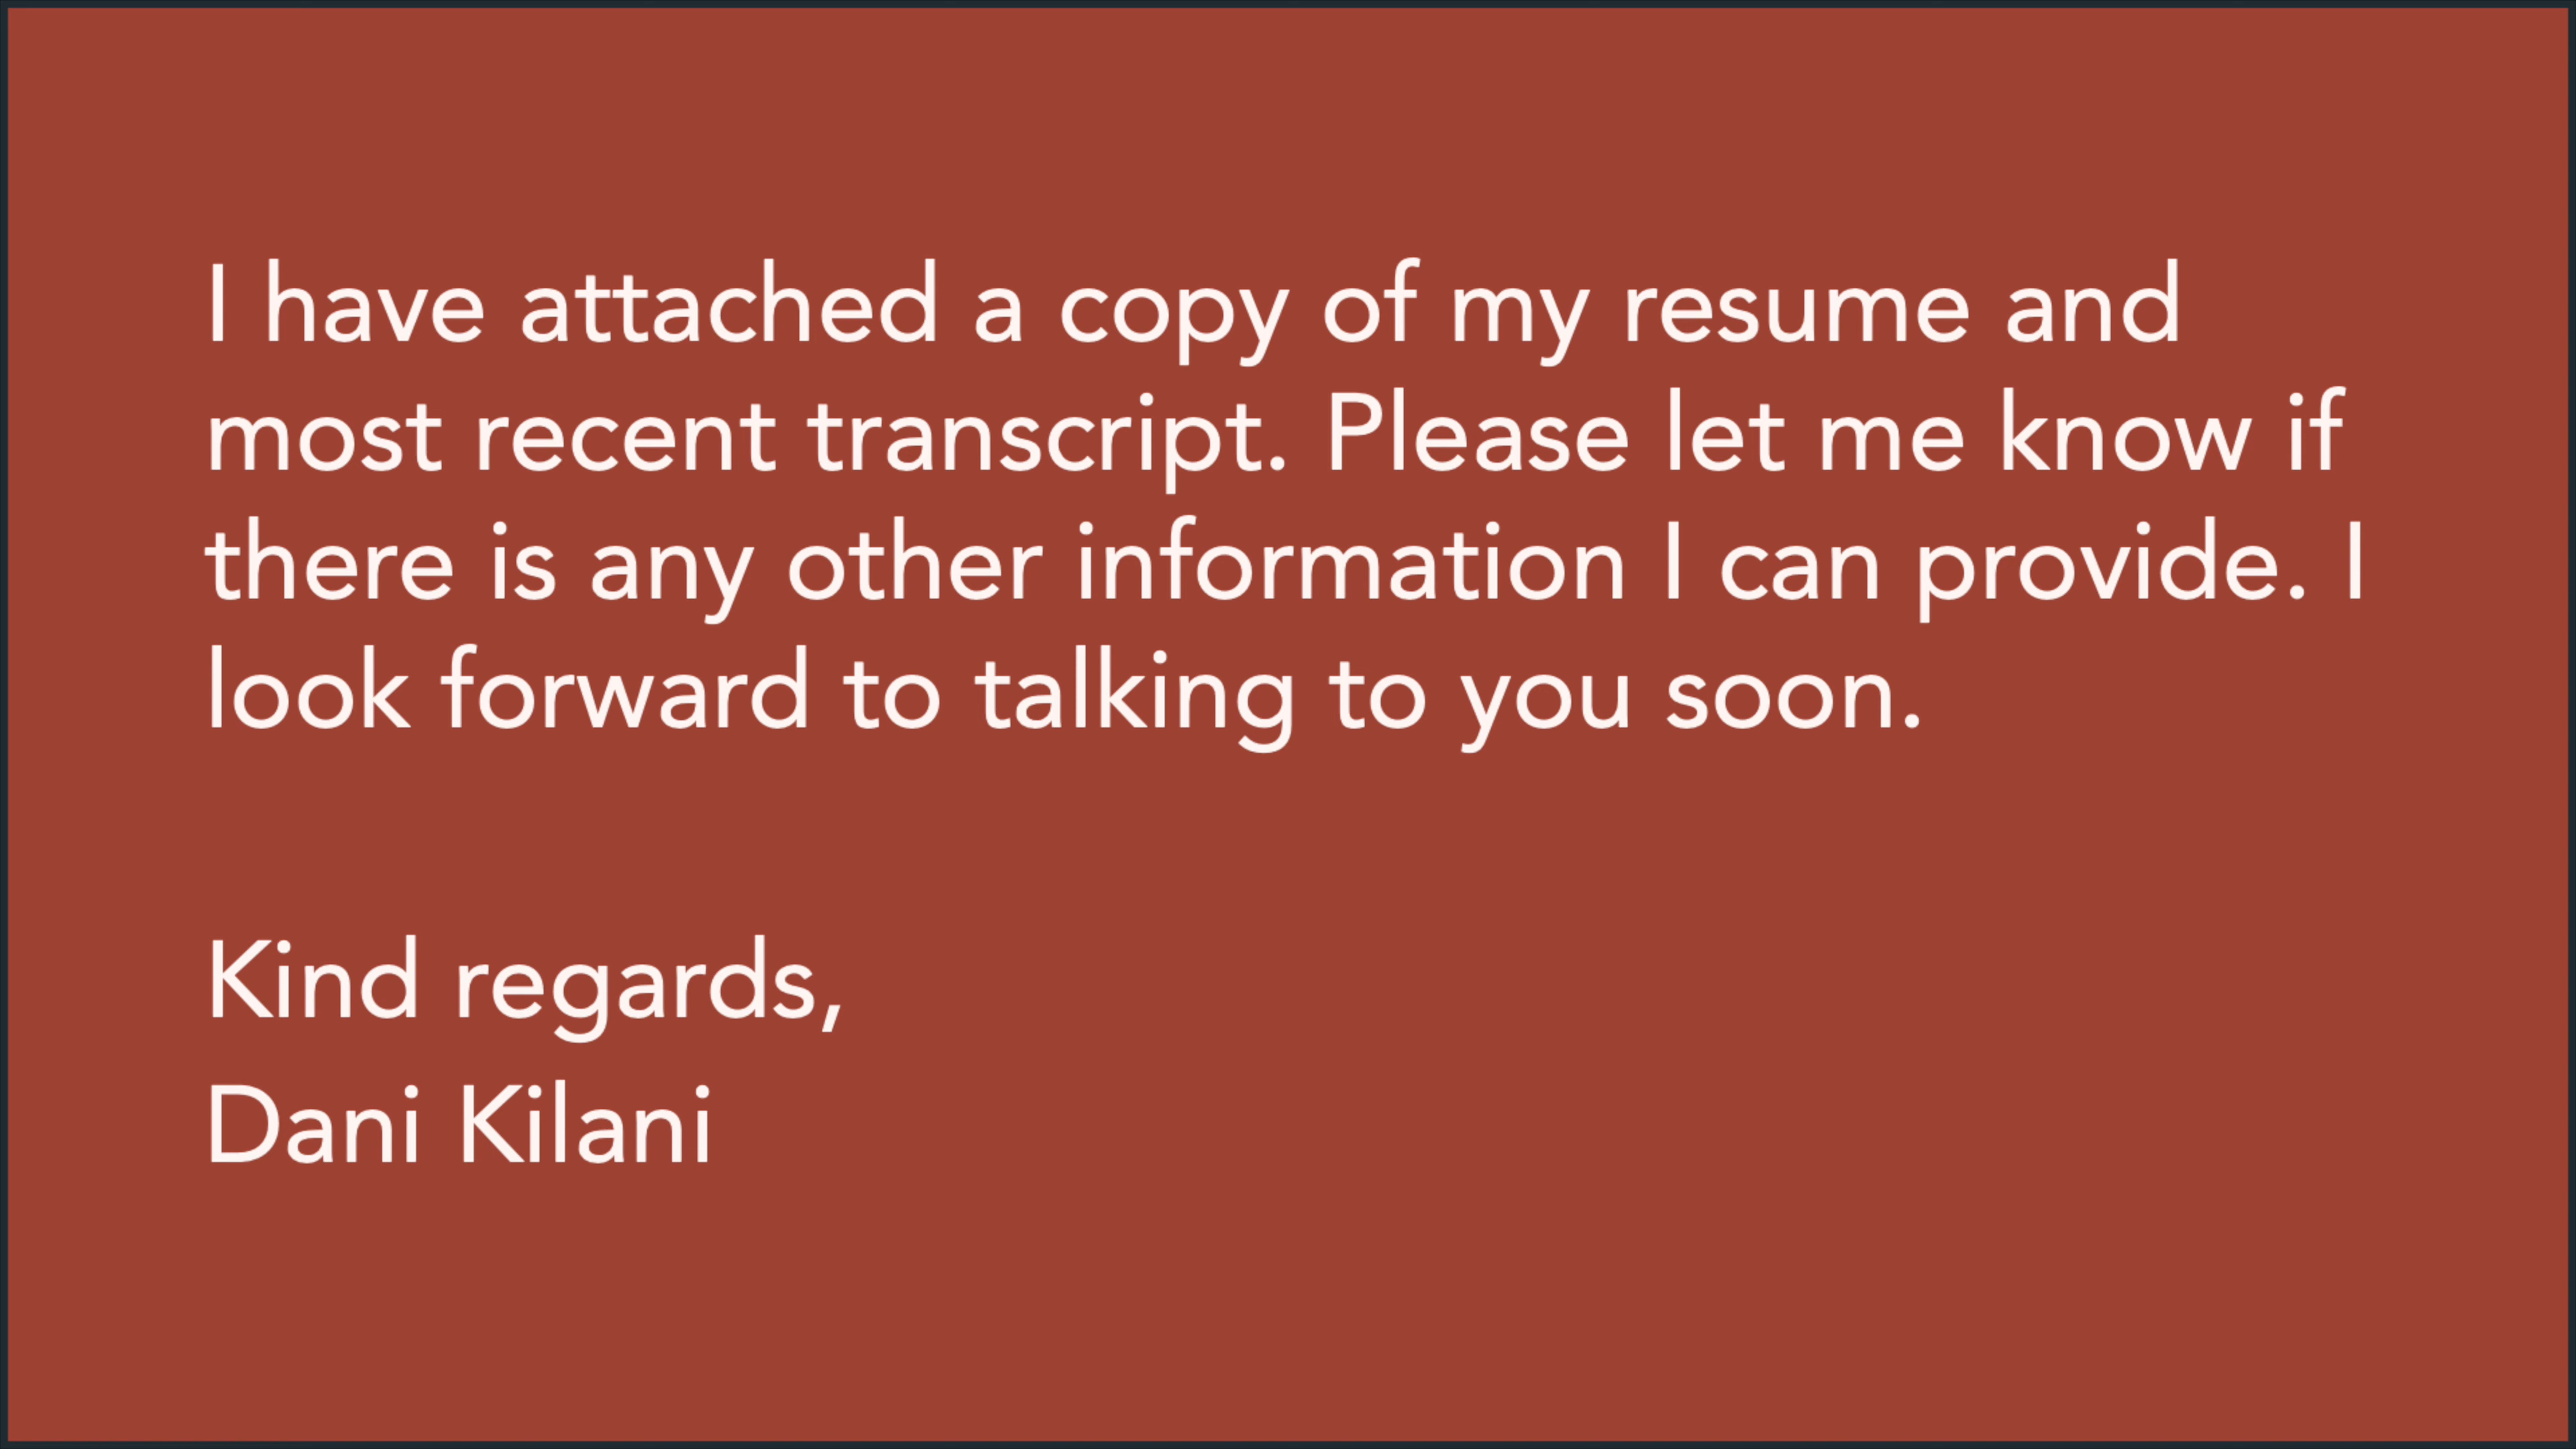 I have attached a copy of my resume and
most recent transcript. Please let me know if
there is any other information I can provide. I
look forward to talking to you soon.
Kind regards,
Dani Kilani